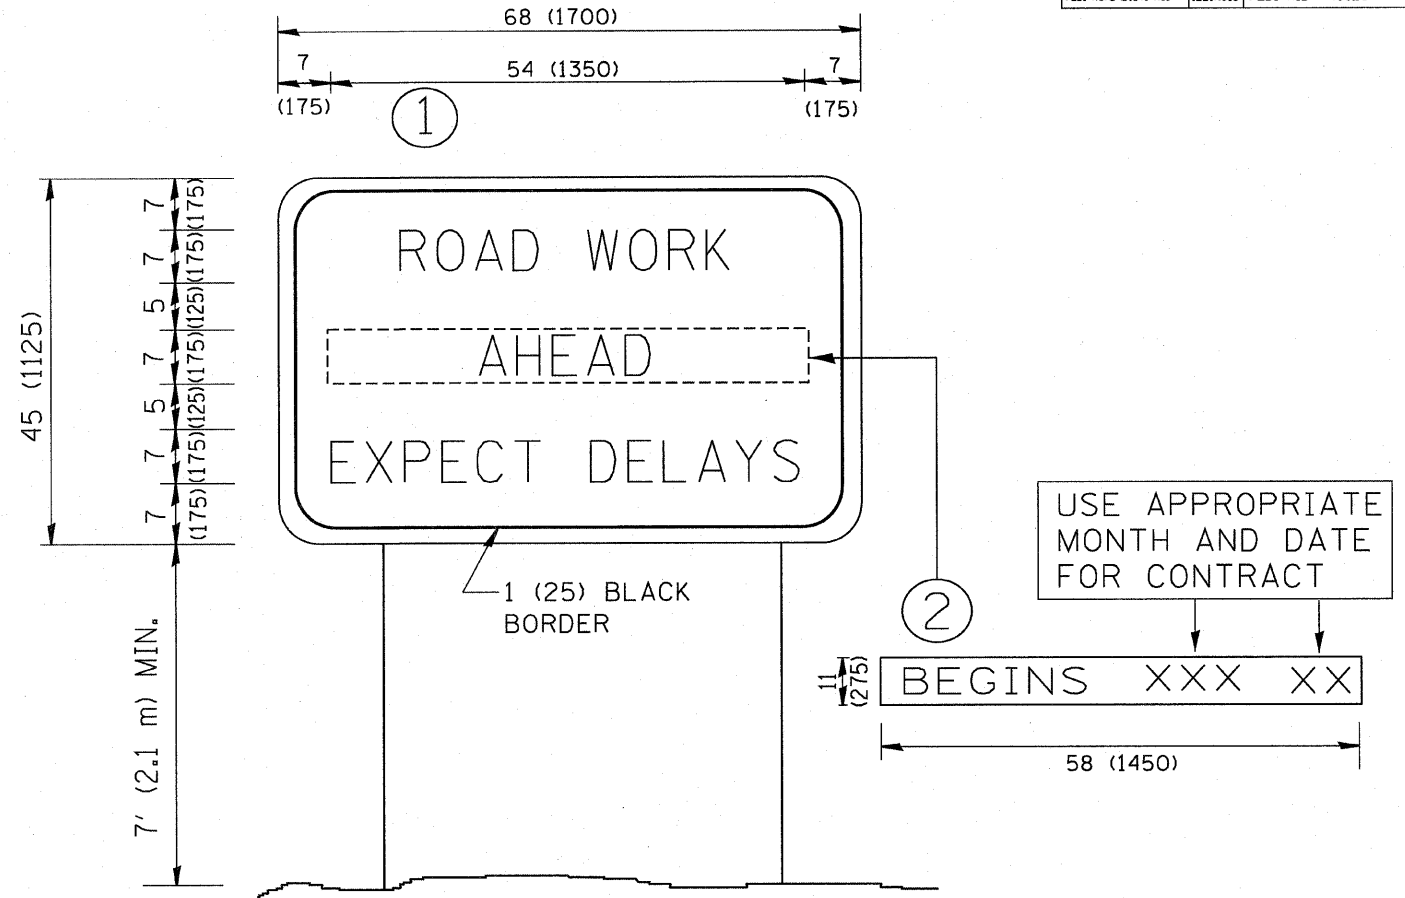 68 (1700)
7 54 (1350) 7
(175) (175)
1
45 (1125)
7 (175)
7 (175)
5 (125)
7 (175)
5 (125)
7 (175)
7 (175)
7' (2.1 m) MIN.
ROAD WORK
AHEAD
EXPECT DELAYS
1 (25) BLACK
BORDER
2
USE APPROPRIATE
MONTH AND DATE
FOR CONTRACT
11
(275)
BEGINS XXX XX
58 (1450)